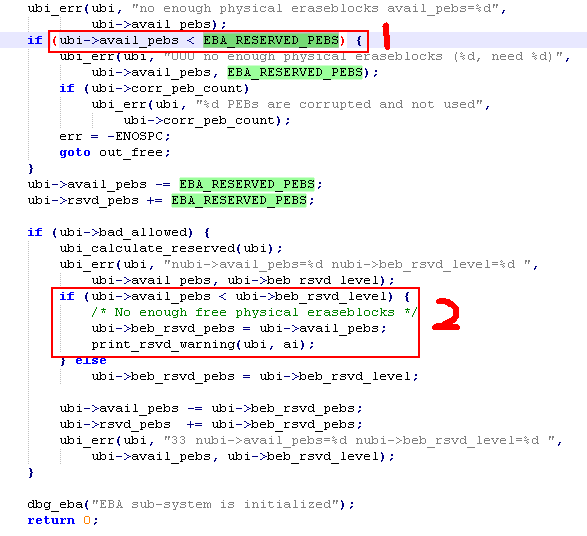 ubi_err(ubi, "no enough physical eraseblocks avail_pebs=%d",
ubi->avail_pebs);
if (ubi->avail_pebs < EBA_RESERVED_PEBS) { 1
ubi_err(ubi, "000 no enough physical eraseblocks (%d, need %d)",
ubi->avail_pebs, EBA_RESERVED_PEBS);
if (ubi->corr_peb_count)
ubi_err(ubi, "%d PEBs are corrupted and not used",
ubi->corr_peb_count);
err = -ENOSPC;
goto out_free;
}
ubi->avail_pebs -= EBA_RESERVED_PEBS;
ubi->rsvd_pebs += EBA_RESERVED_PEBS;
if (ubi->bad_allowed) {
ubi_calculate_reserved(ubi);
ubi_err(ubi, "nubi->avail_pebs=%d nubi->beb_rsvd_level=%d ",
ubi->avail_pebs, ubi->beb_rsvd_level);
if (ubi->avail_pebs < ubi->beb_rsvd_level) {
/* No enough free physical eraseblocks */
ubi->beb_rsvd_pebs = ubi->avail_pebs; 2
print_rsvd_warning(ubi, ai);
} else
ubi->beb_rsvd_pebs = ubi->beb_rsvd_level;
ubi->avail_pebs -= ubi->beb_rsvd_pebs;
ubi->rsvd_pebs += ubi->beb_rsvd_pebs;
ubi_err(ubi, "33 nubi->avail_pebs=%d nubi->beb_rsvd_level=%d ",
ubi->avail_pebs, ubi->beb_rsvd_level);
}
dbg_eba("EBA sub-system is initialized");
return 0;